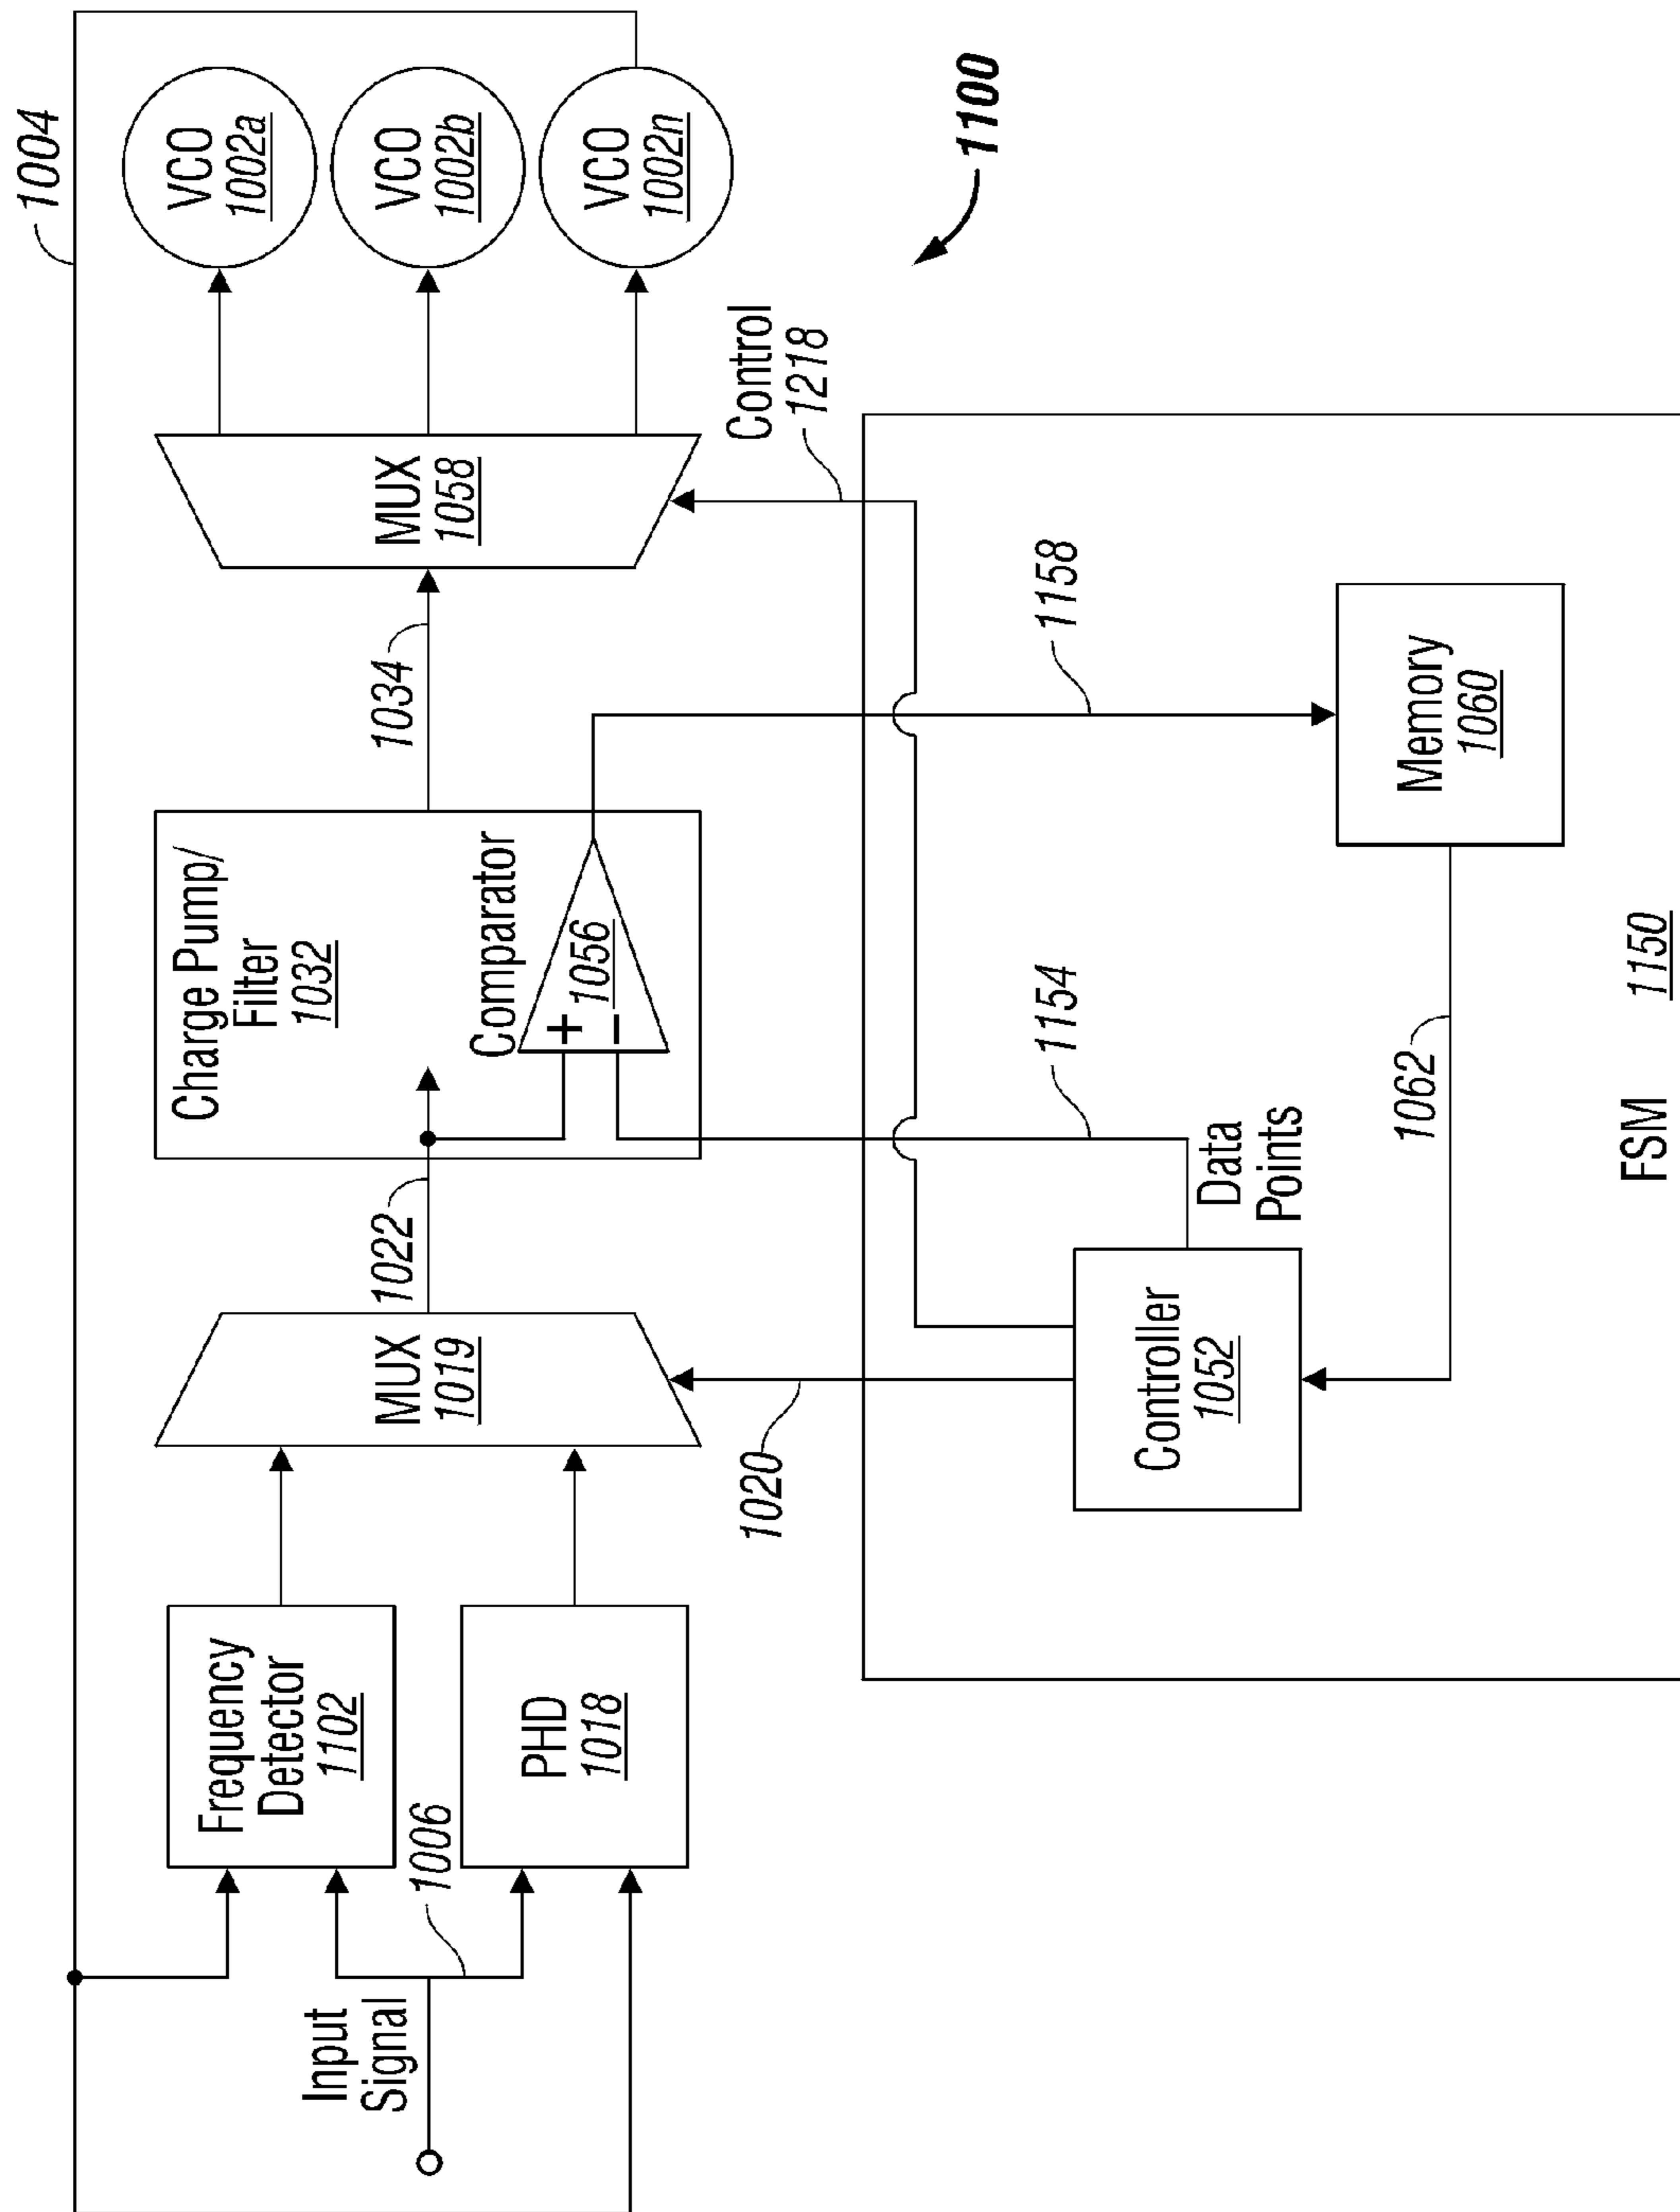 1004
Frequency
Detector
1102
Input
Signal
1006
PHD
1018
MUX
1019
1022
Charge Pump/
Filter
1032
Comparator
+
−
1056
1034
MUX
1058
VCO
1002a
VCO
1002b
VCO
1002n
1020
Control
1218
1100
Controller
1052
Data
Points
1154
1158
Memory
1060
1062
FSM 1150